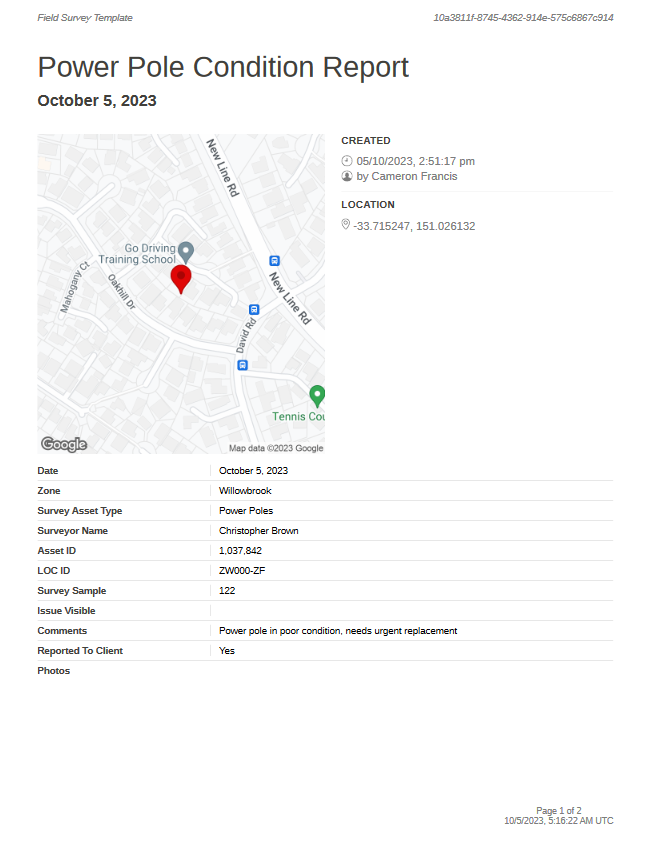 Field Survey Template
10a3811f-8745-4362-914e-575c6867c914
Power Pole Condition Report
October 5, 2023
CREATED
05/10/2023, 2:51:17 pm
by Cameron Francis
LOCATION
-33.715247, 151.026132
New Line Rd
Go Driving
Training School
Mahogany Ct
Oakhill Dr
New Line Rd
David Rd
Tennis Cou
Google
Map data ©2023 Google
Date October 5, 2023
Zone Willowbrook
Survey Asset Type Power Poles
Surveyor Name Christopher Brown
Asset ID 1,037,842
LOC ID ZW000-ZF
Survey Sample 122
Issue Visible
Comments Power pole in poor condition, needs urgent replacement
Reported To Client Yes
Photos
Page 1 of 2
10/5/2023, 5:16:22 AM UTC